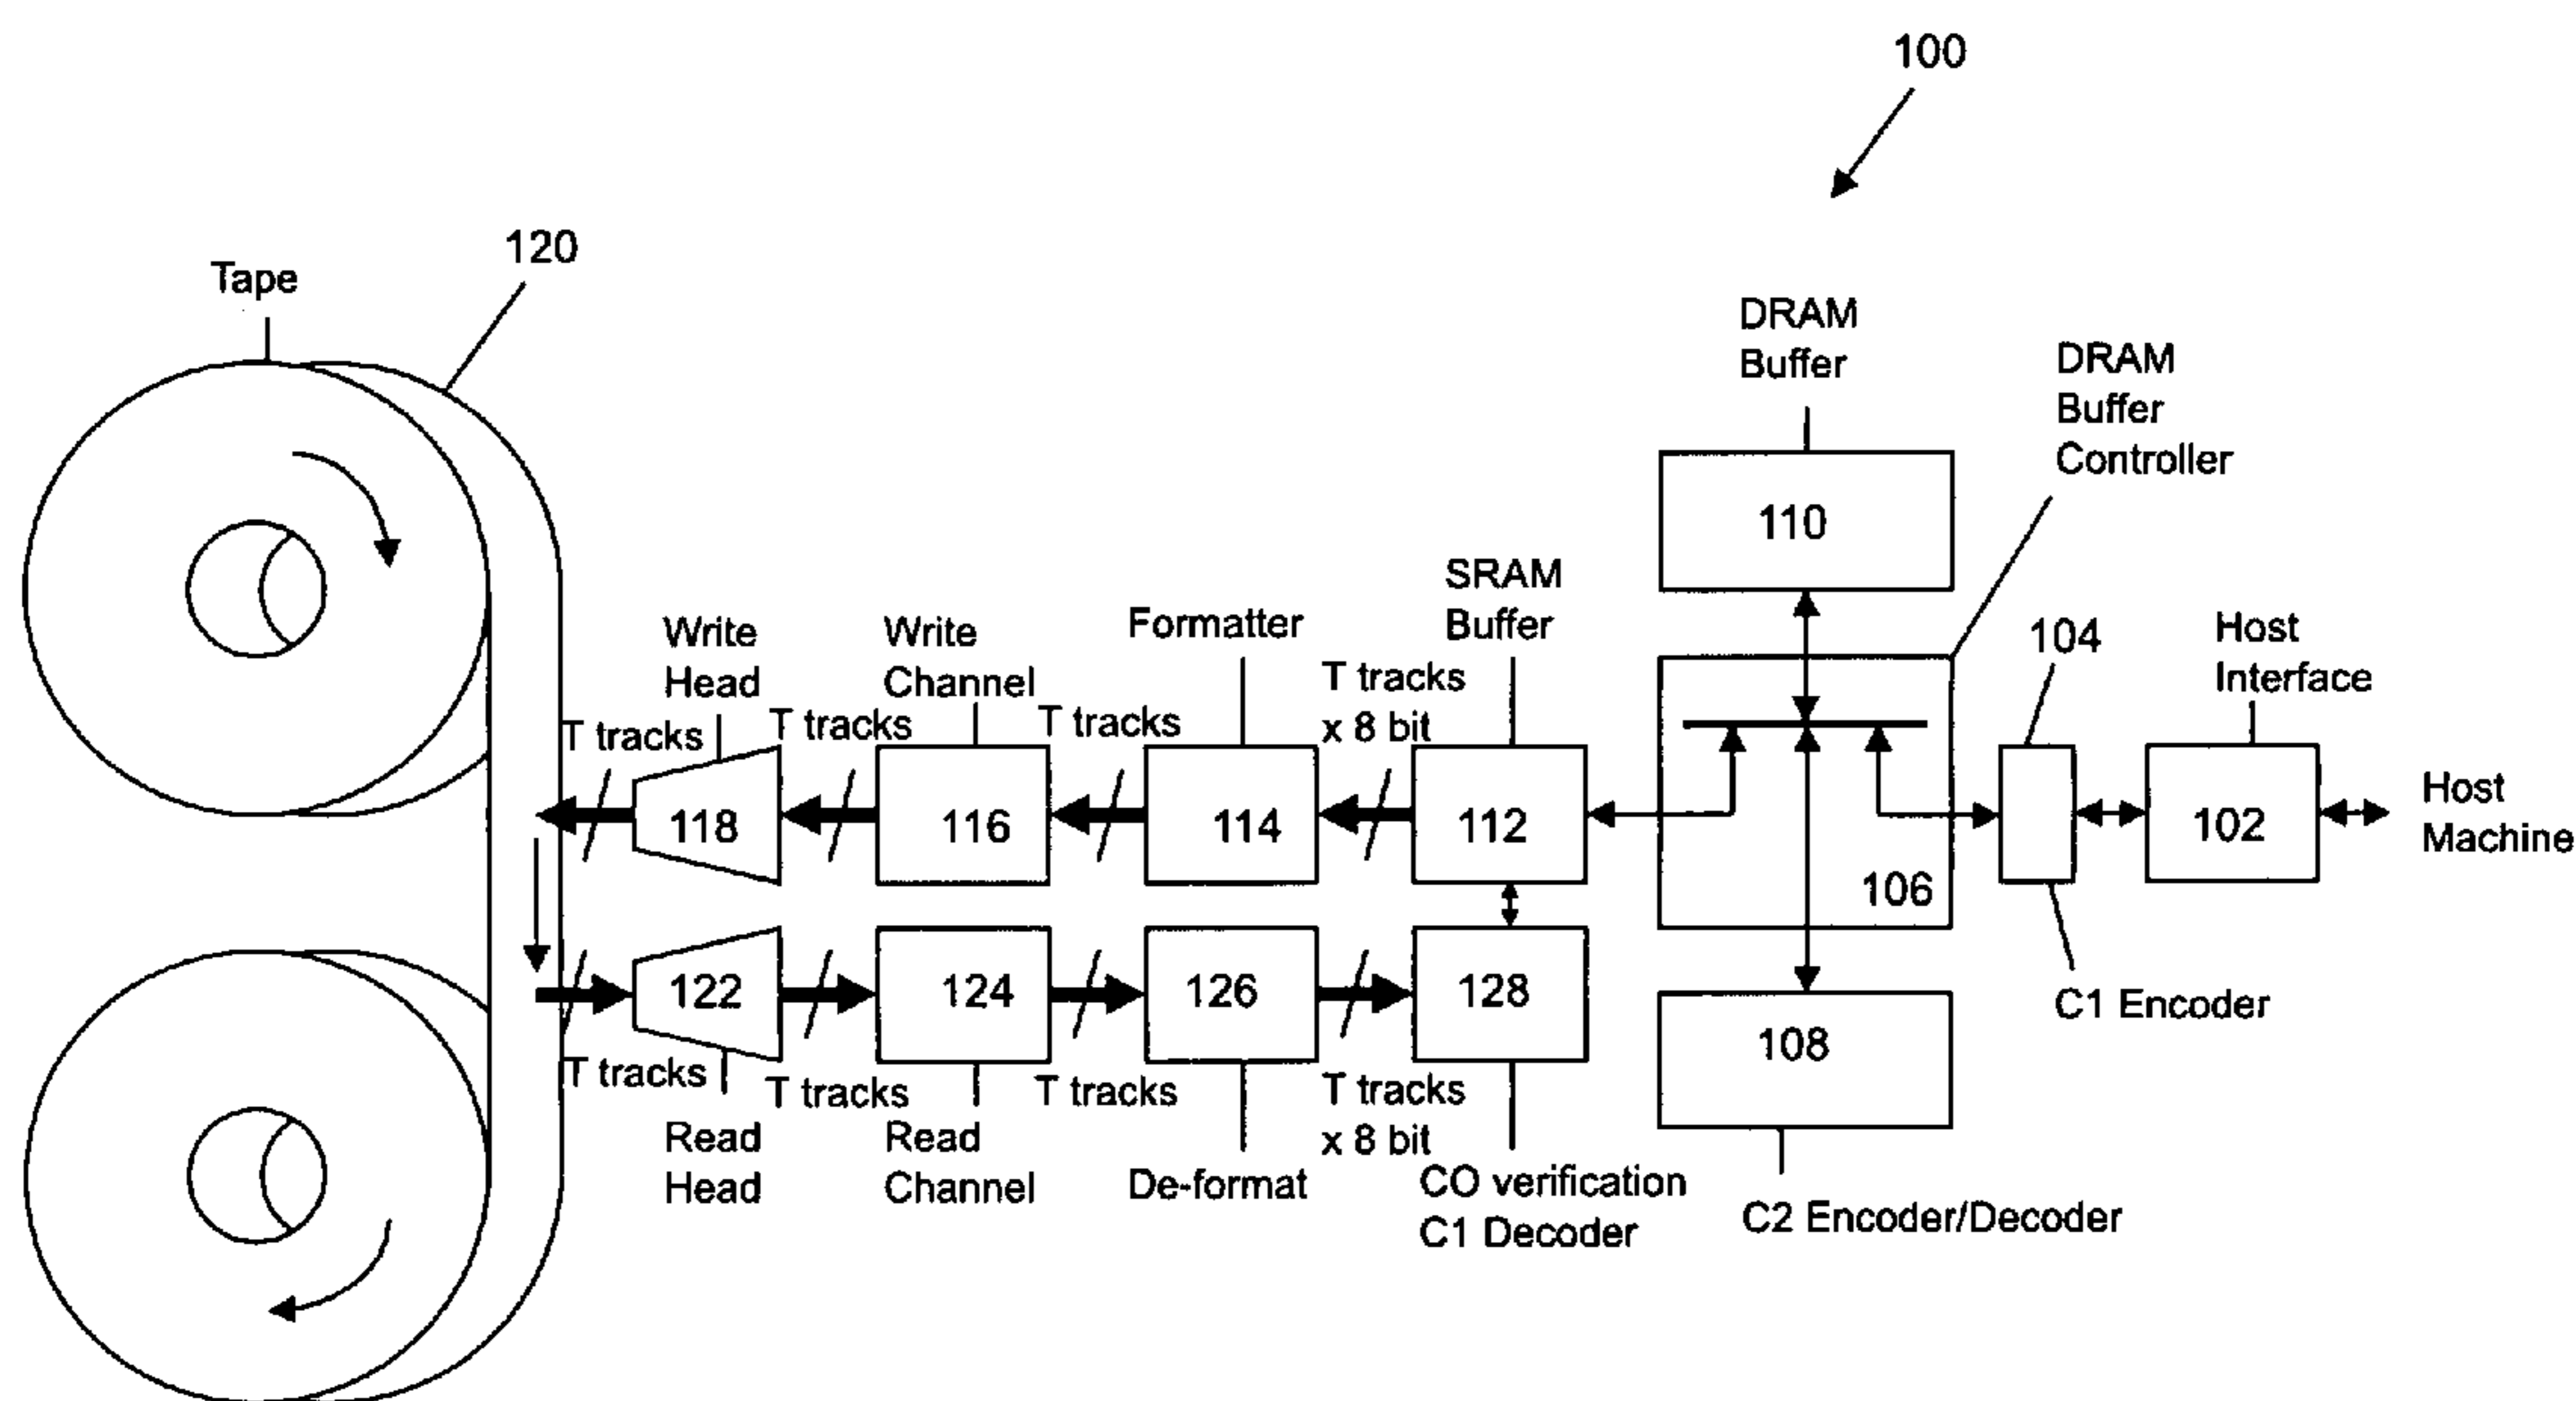 100
120
Tape
DRAM
Buffer
DRAM
Buffer
Controller
110
SRAM
Buffer
Formatter
Write
Head
Write
Channel
104
Host
Interface
T tracks
T tracks
T tracks
T tracks
x 8 bit
118
116
114
112
106
102
Host
Machine
122
124
126
128
108
C1 Encoder
T tracks
T tracks
T tracks
T tracks
x 8 bit
Read
Head
Read
Channel
De-format
CO verification
C1 Decoder
C2 Encoder/Decoder